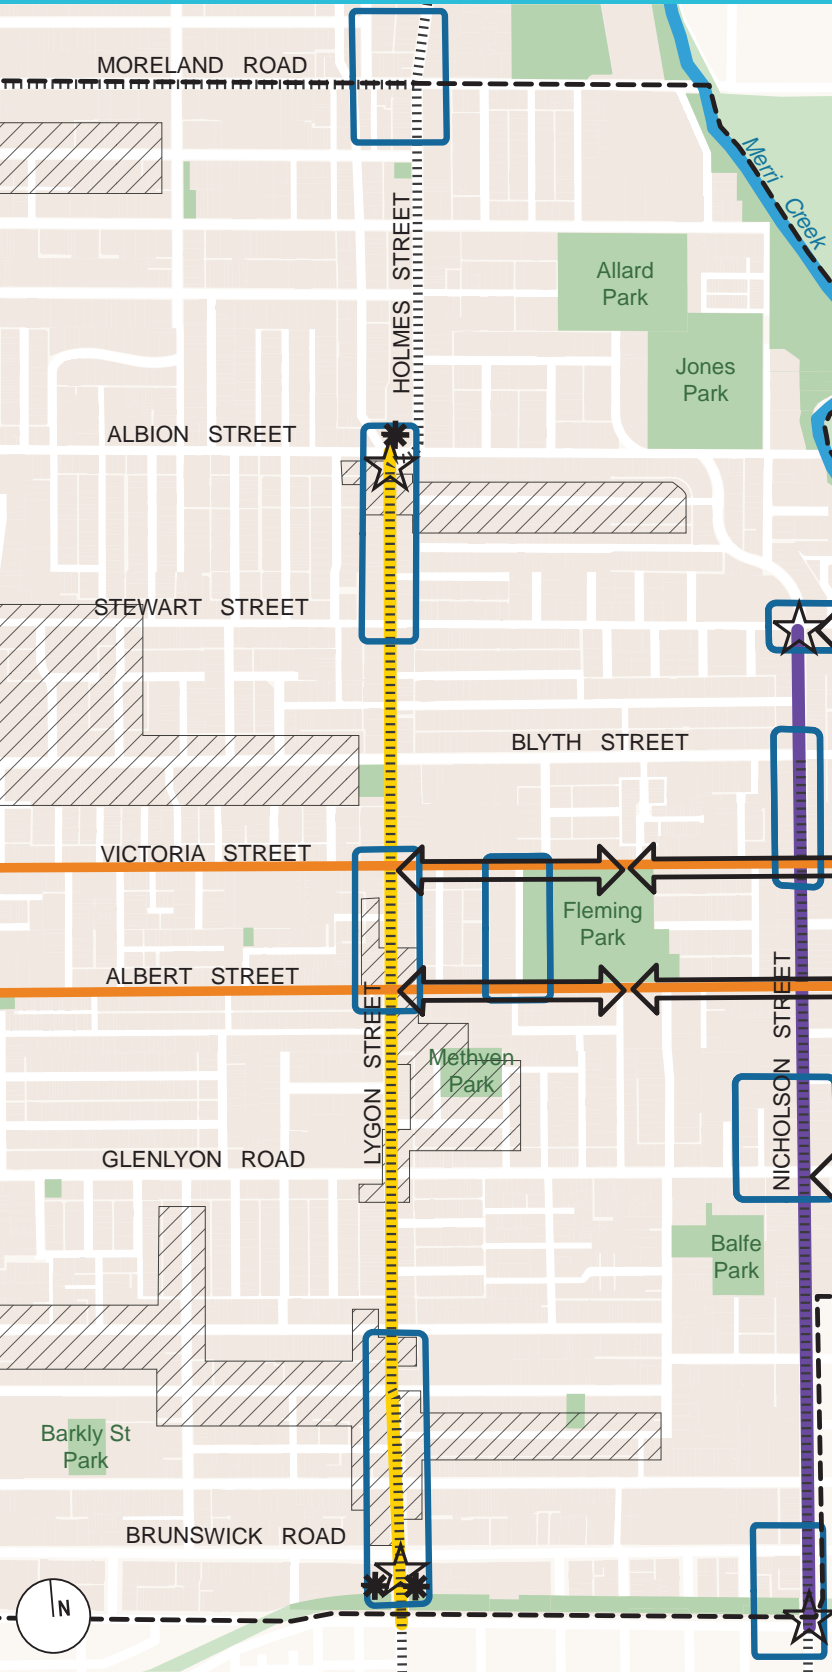 MORELAND ROAD
Merri
Creek
HOLMES STREET
Allard
Park
Jones
Park
ALBION STREET
STEWART STREET
BLYTH STREET
VICTORIA STREET
Fleming
Park
ALBERT STREET
LYGON STREET
NICHOLSON STREET
Methven
Park
GLENLYON ROAD
Balfe
Park
Barkly St
Park
BRUNSWICK ROAD
N